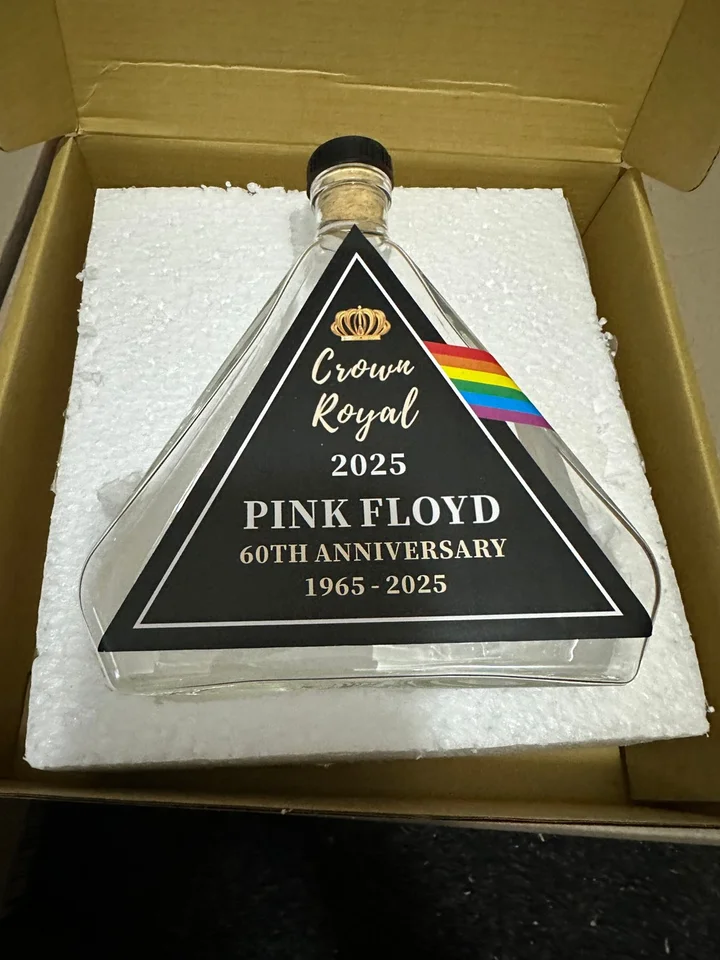 Crown
Royal
2025
PINK FLOYD
60TH ANNIVERSARY
1965 - 2025